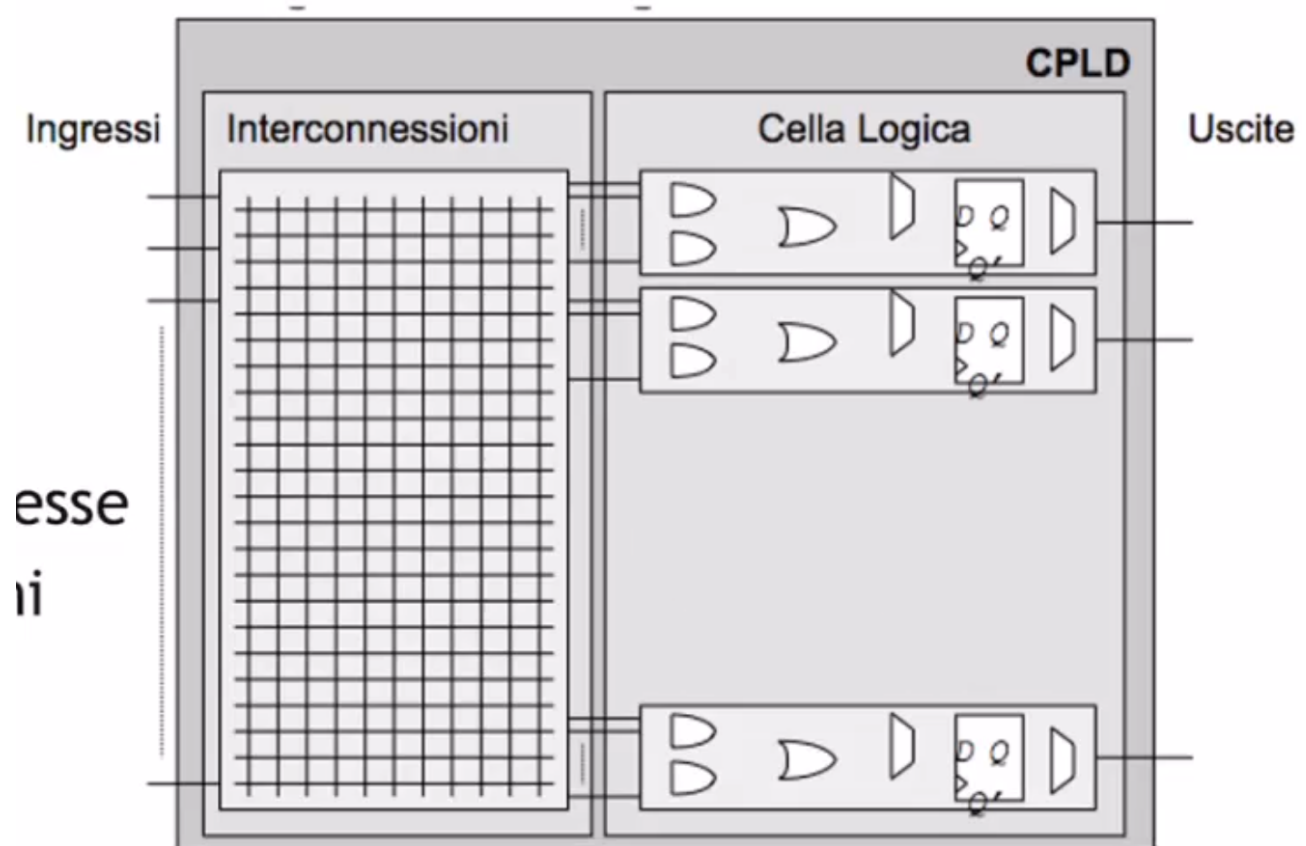 CPLD
Ingressi
Interconnessioni
Cella Logica
Uscite
D Q
Q'
D Q
Q'
esse
D Q
Q'